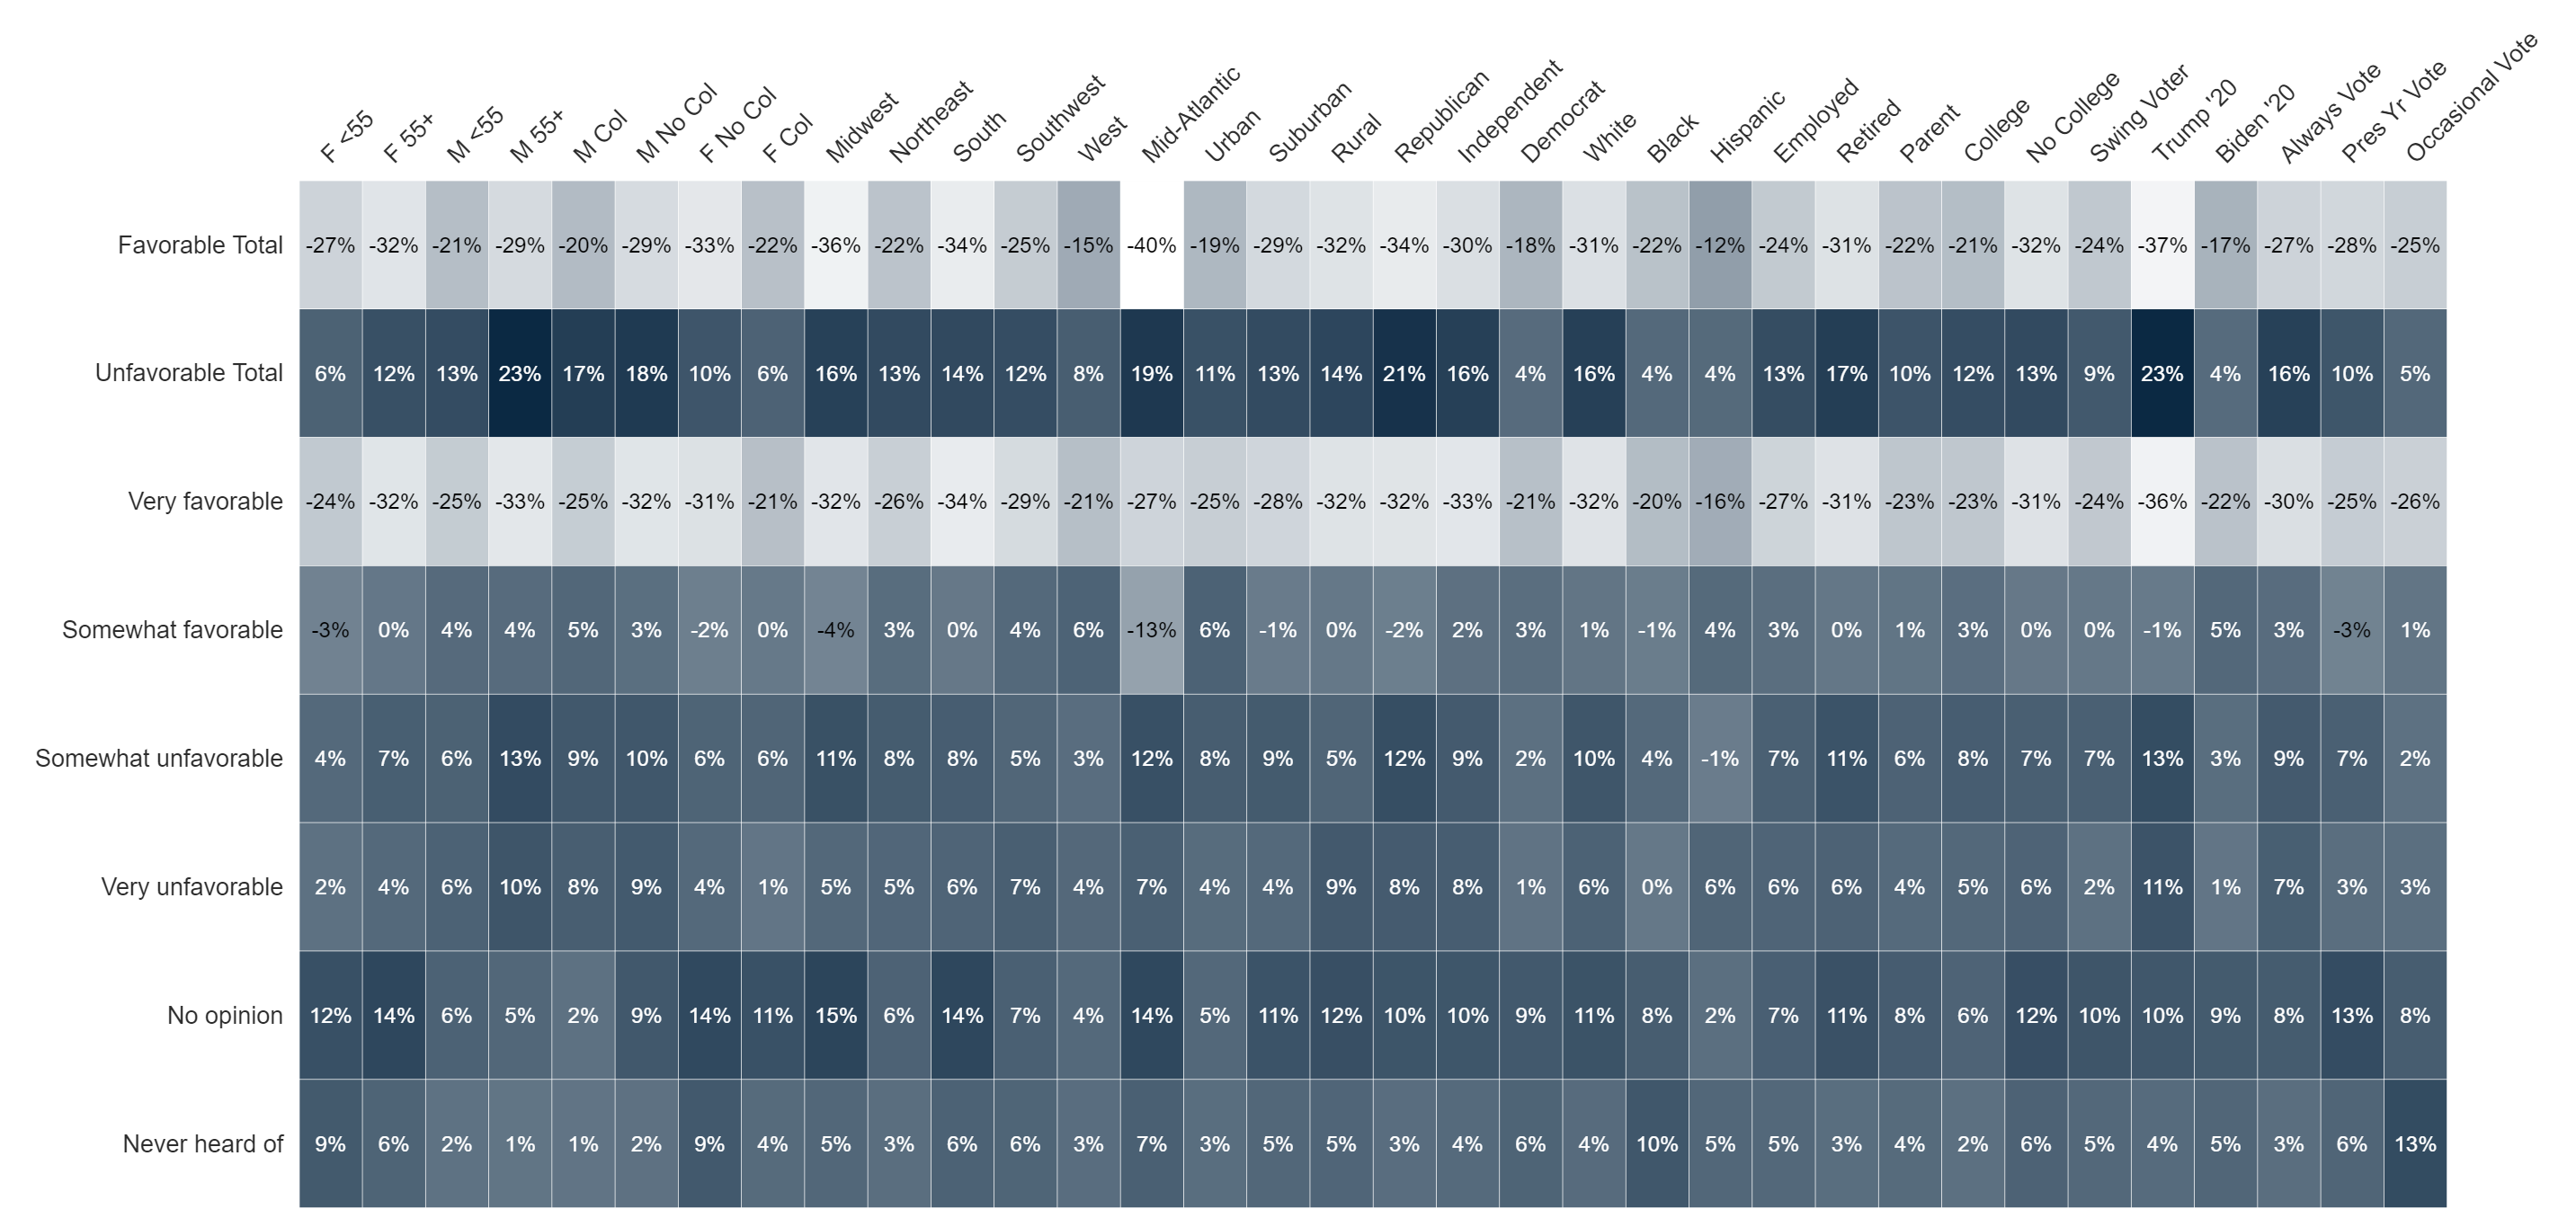 F <55 F 55+ M <55 M 55+ M Col M No Col F No Col F Col Midwest Northeast South Southwest West Mid-Atlantic Urban Suburban Rural Republican Independent Democrat White Black Hispanic Employed Retired Parent College No College Swing Voter Trump '20 Biden '20 Always Vote Pres Yr Vote Occasional Vote
Favorable Total -27% -32% -21% -29% -20% -29% -33% -22% -36% -22% -34% -25% -15% -40% -19% -29% -32% -34% -30% -18% -31% -22% -12% -24% -31% -22% -21% -32% -24% -37% -17% -27% -28% -25%
Unfavorable Total 6% 12% 13% 23% 17% 18% 10% 6% 16% 13% 14% 12% 8% 19% 11% 13% 14% 21% 16% 4% 16% 4% 4% 13% 17% 10% 12% 13% 9% 23% 4% 16% 10% 5%
Very favorable -24% -32% -25% -33% -25% -32% -31% -21% -32% -26% -34% -29% -21% -27% -25% -28% -32% -32% -33% -21% -32% -20% -16% -27% -31% -23% -23% -31% -24% -36% -22% -30% -25% -26%
Somewhat favorable -3% 0% 4% 4% 5% 3% -2% 0% -4% 3% 0% 4% 6% -13% 6% -1% 0% -2% 2% 3% 1% -1% 4% 3% 0% 1% 3% 0% 0% -1% 5% 3% -3% 1%
Somewhat unfavorable 4% 7% 6% 13% 9% 10% 6% 6% 11% 8% 8% 5% 3% 12% 8% 9% 5% 12% 9% 2% 10% 4% -1% 7% 11% 6% 8% 7% 7% 13% 3% 9% 7% 2%
Very unfavorable 2% 4% 6% 10% 8% 9% 4% 1% 5% 5% 6% 7% 4% 7% 4% 4% 9% 8% 8% 1% 6% 0% 6% 6% 6% 4% 5% 6% 2% 11% 1% 7% 3% 3%
No opinion 12% 14% 6% 5% 2% 9% 14% 11% 15% 6% 14% 7% 4% 14% 5% 11% 12% 10% 10% 9% 11% 8% 2% 7% 11% 8% 6% 12% 10% 10% 9% 8% 13% 8%
Never heard of 9% 6% 2% 1% 1% 2% 9% 4% 5% 3% 6% 6% 3% 7% 3% 5% 5% 3% 4% 6% 4% 10% 5% 5% 3% 4% 2% 6% 5% 4% 5% 3% 6% 13%